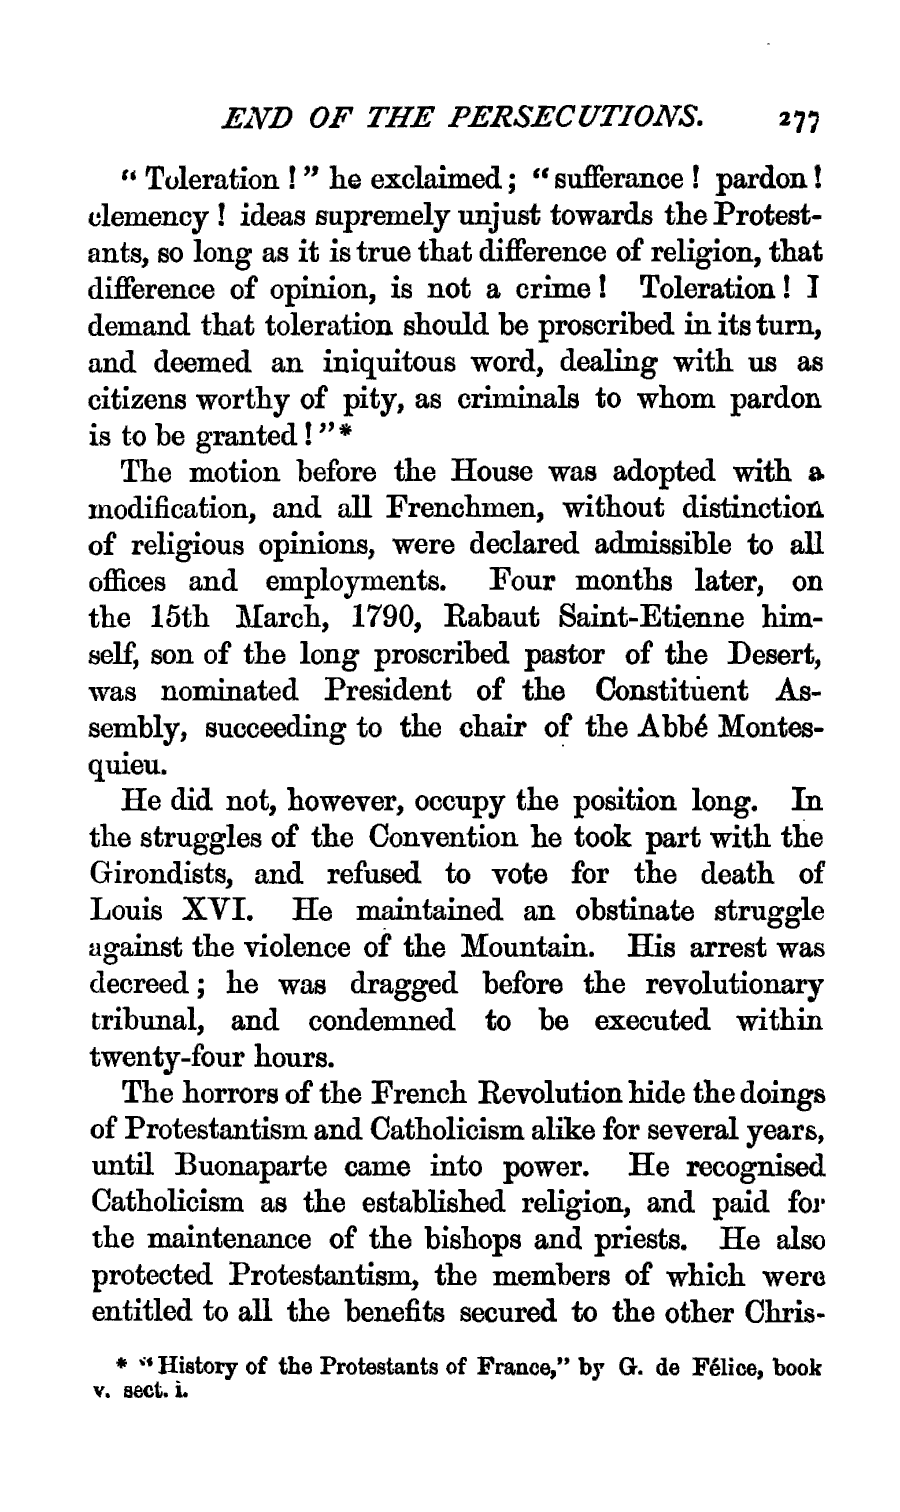 END OF THE PERSECUTIONS. 277
“Toleration!” he exclaimed; “sufferance! pardon!
clemency! ideas supremely unjust towards the Protest-
ants, so long as it is true that difference of religion, that
difference of opinion, is not a crime! Toleration! I
demand that toleration should be proscribed in its turn,
and deemed an iniquitous word, dealing with us as
citizens worthy of pity, as criminals to whom pardon
is to be granted!”*
The motion before the House was adopted with a
modification, and all Frenchmen, without distinction
of religious opinions, were declared admissible to all
offices and employments. Four months later, on
the 15th March, 1790, Rabaut Saint-Etienne him-
self, son of the long proscribed pastor of the Desert,
was nominated President of the Constituent As-
sembly, succeeding to the chair of the Abbé Montes-
quieu.
He did not, however, occupy the position long. In
the struggles of the Convention he took part with the
Girondists, and refused to vote for the death of
Louis XVI. He maintained an obstinate struggle
against the violence of the Mountain. His arrest was
decreed; he was dragged before the revolutionary
tribunal, and condemned to be executed within
twenty-four hours.
The horrors of the French Revolution hide the doings
of Protestantism and Catholicism alike for several years,
until Buonaparte came into power. He recognised
Catholicism as the established religion, and paid for
the maintenance of the bishops and priests. He also
protected Protestantism, the members of which were
entitled to all the benefits secured to the other Chris-
* “History of the Protestants of France,” by G. de Félice, book
v. sect. i.